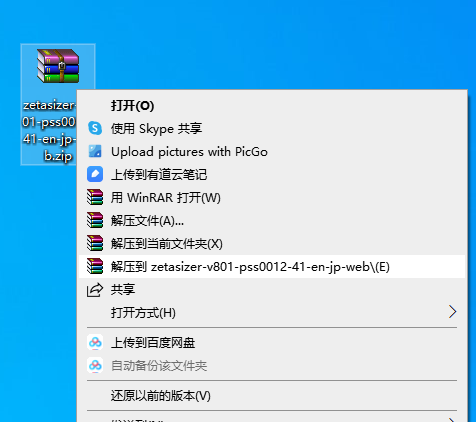 zetasizer-
01-pss00
41-en-jp-
b.zip
打开(O)
使用 Skype 共享
Upload pictures with PicGo
上传到有道云笔记
用 WinRAR 打开(W)
解压文件(A)...
解压到当前文件夹(X)
解压到 zetasizer-v801-pss0012-41-en-jp-web\(E)
共享
打开方式(H)
上传到百度网盘
自动备份该文件夹
还原以前的版本(V)